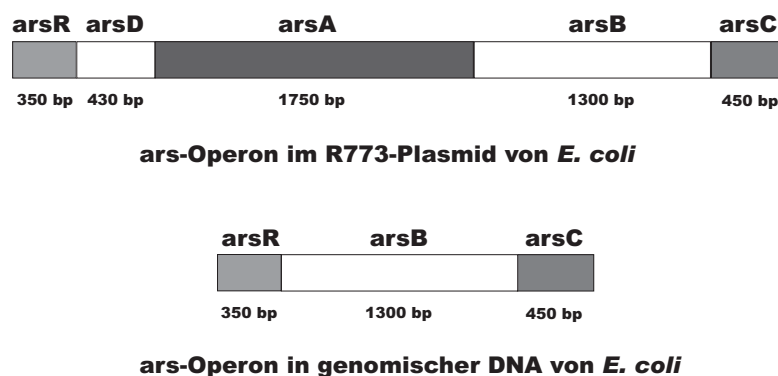 arsR arsD arsA arsB arsC
350 bp 430 bp 1750 bp 1300 bp 450 bp
ars-Operon im R773-Plasmid von E. coli
arsR arsB arsC
350 bp 1300 bp 450 bp
ars-Operon in genomischer DNA von E. coli